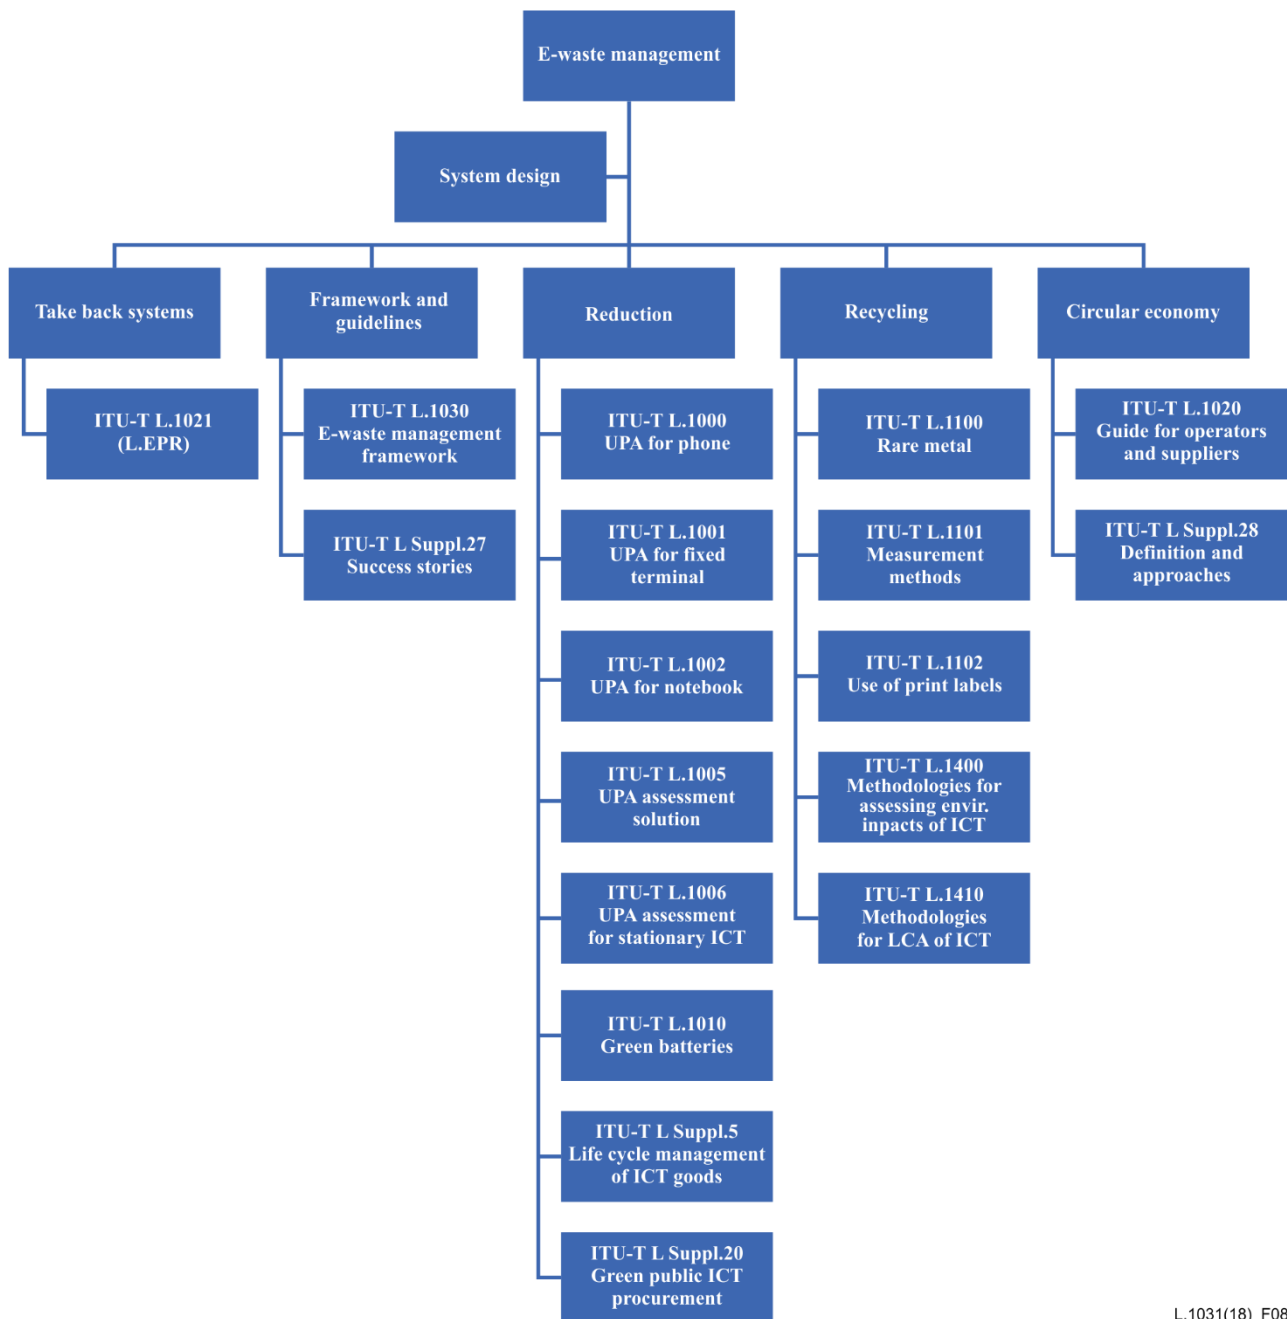 E-waste management
System design
Take back systems
Framework and
guidelines
Reduction
Recycling
Circular economy
ITU-T L.1021
(L.EPR)
ITU-T L.1030
E-waste management
framework
ITU-T L Suppl.27
Success stories
ITU-T L.1000
UPA for phone
ITU-T L.1001
UPA for fixed
terminal
ITU-T L.1002
UPA for notebook
ITU-T L.1005
UPA assessment
solution
ITU-T L.1006
UPA assessment
for stationary ICT
ITU-T L.1010
Green batteries
ITU-T L Suppl.5
Life cycle management
of ICT goods
ITU-T L Suppl.20
Green public ICT
procurement
ITU-T L.1100
Rare metal
ITU-T L.1101
Measurement
methods
ITU-T L.1102
Use of print labels
ITU-T L.1400
Methodologies for
assessing envir.
inpacts of ICT
ITU-T L.1410
Methodologies
for LCA of ICT
ITU-T L.1020
Guide for operators
and suppliers
ITU-T L Suppl.28
Definition and
approaches
L.1031(18)_F08